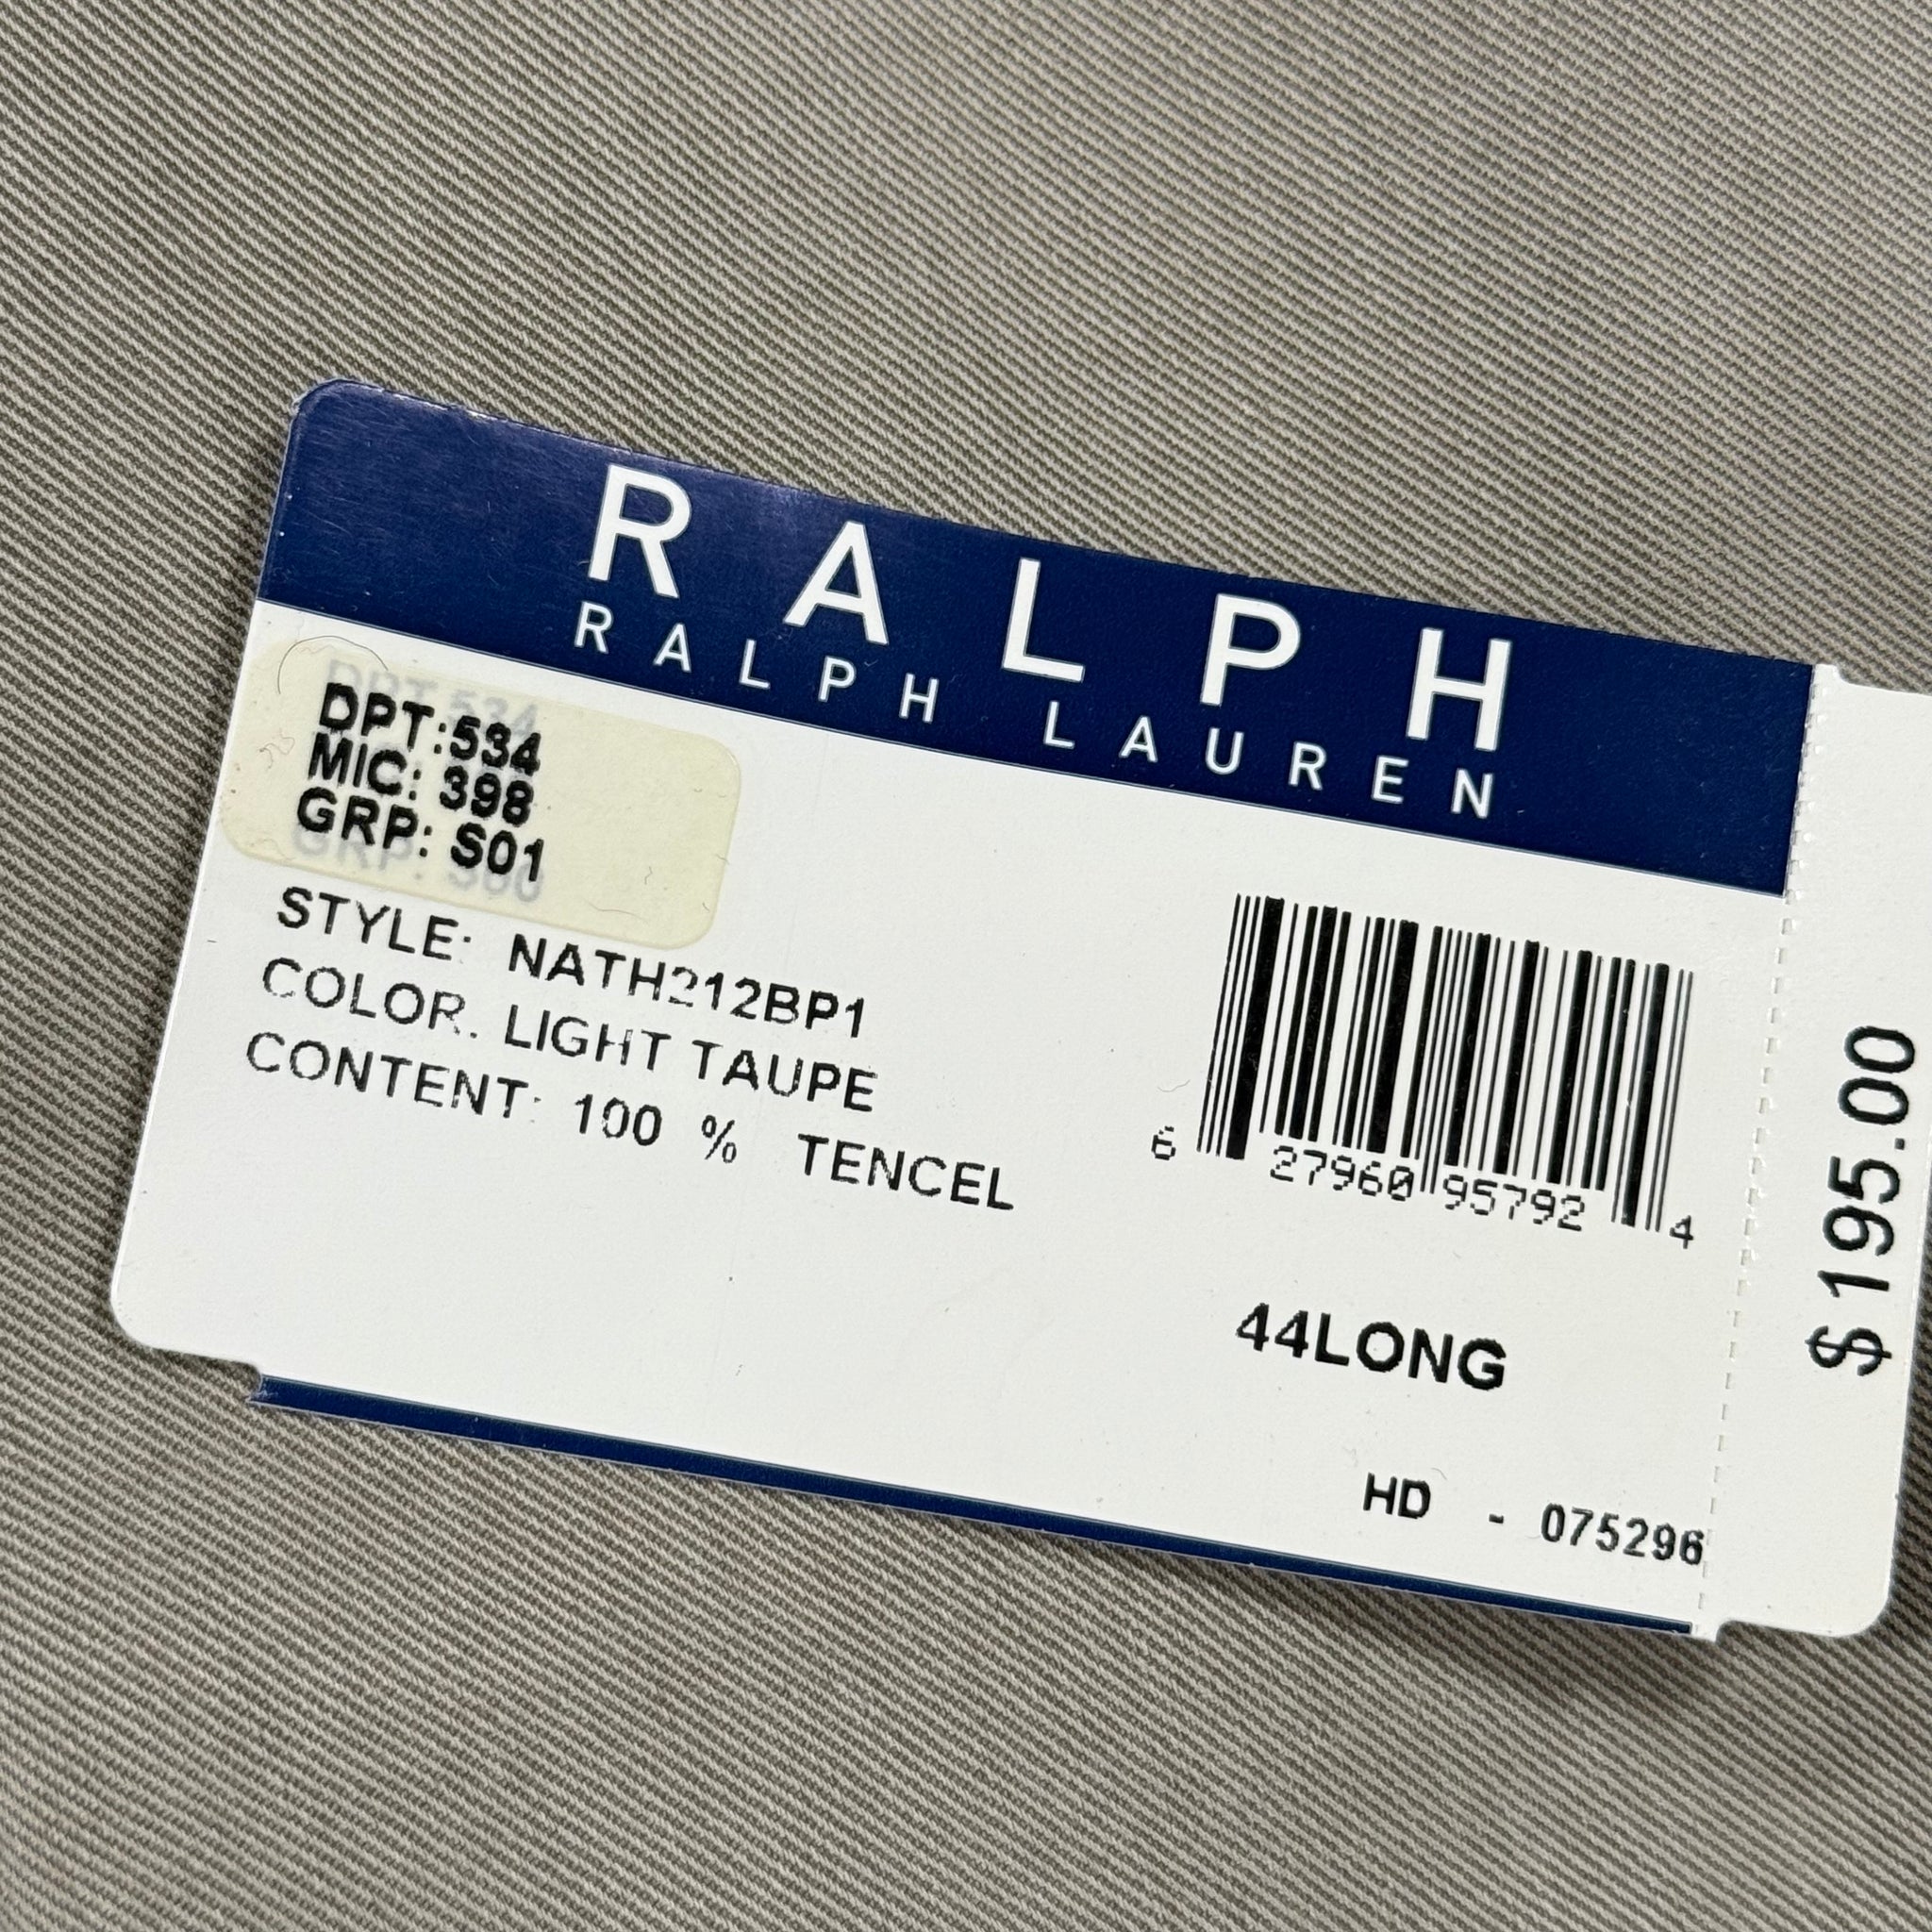 RALPH
RALPH LAUREN
DPT:534
MIC: 398
GRP: S01
STYLE: NATH212BP1
COLOR. LIGHT TAUPE
CONTENT: 100 % TENCEL
6 27960 95792 4
44LONG
HD - 075296
$195.00